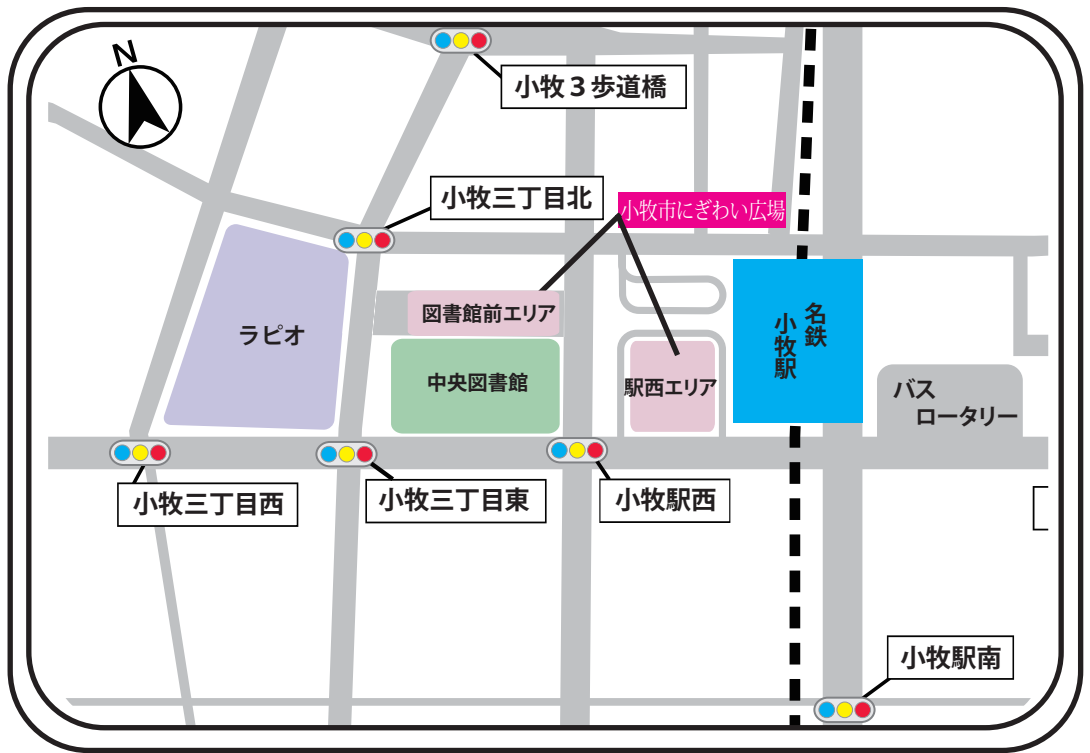 N
小牧３歩道橋
小牧三丁目北
小牧市にぎわい広場
図書館前エリア
ラピオ
中央図書館
駅西エリア
名鉄
小牧駅
バス
ロータリー
小牧三丁目西
小牧三丁目東
小牧駅西
小牧駅南